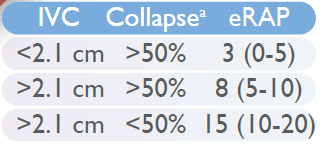 IVC Collapseᵃ eRAP
<2.1 cm >50% 3 (0-5)
>2.1 cm >50% 8 (5-10)
>2.1 cm <50% 15 (10-20)